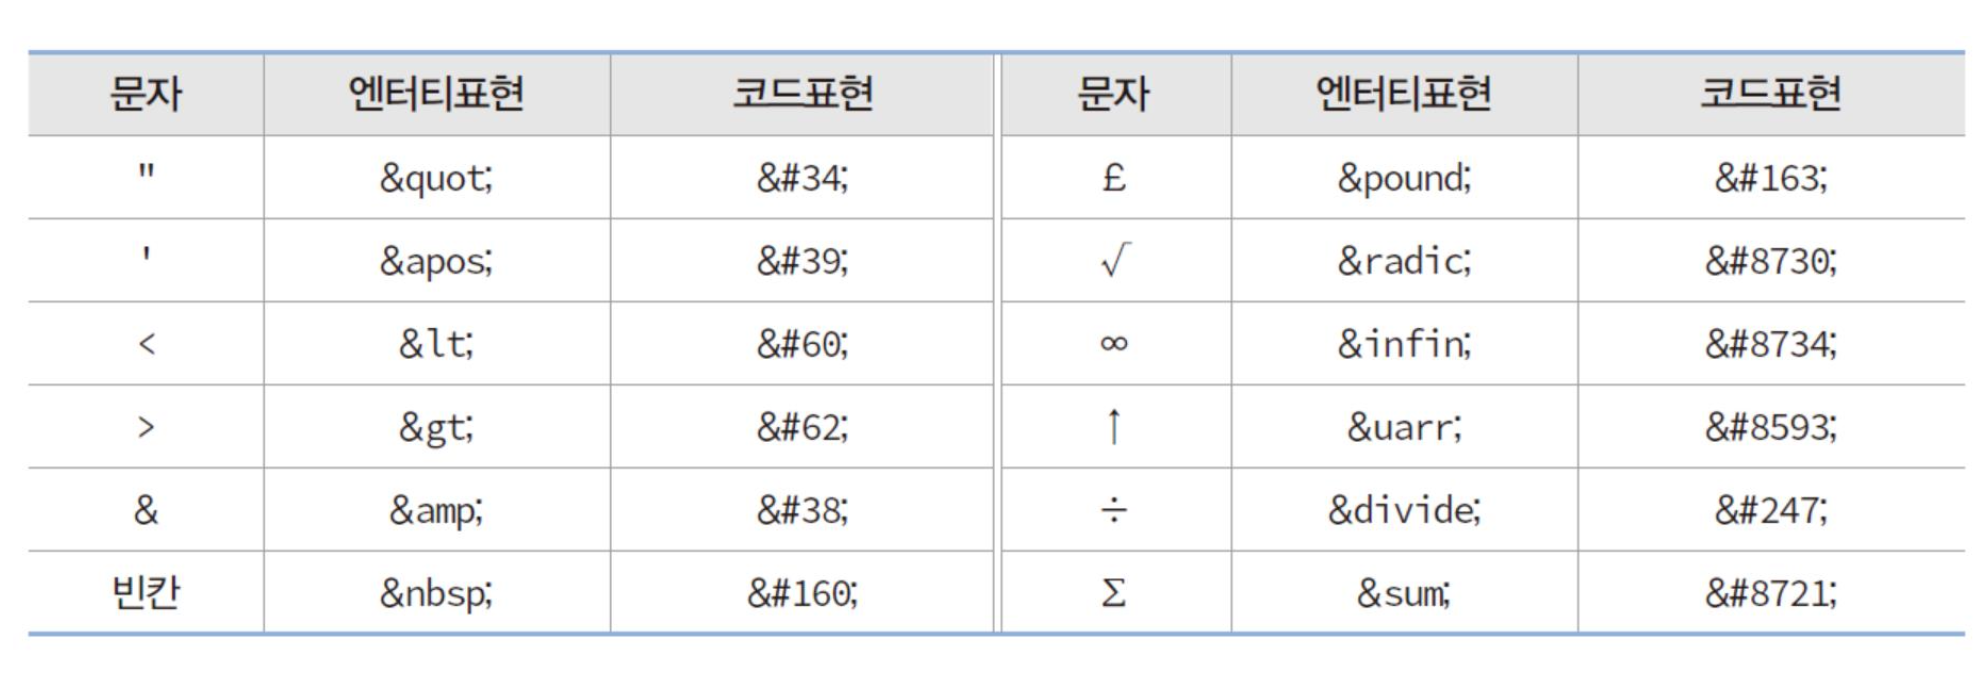 문자 엔터티표현 코드표현 문자 엔터티표현 코드표현
" &quot; &#34; £ &pound; &#163;
' &apos; &#39; √ &radic; &#8730;
< &lt; &#60; ∞ &infin; &#8734;
> &gt; &#62; ↑ &uarr; &#8593;
& &amp; &#38; ÷ &divide; &#247;
빈칸 &nbsp; &#160; Σ &sum; &#8721;